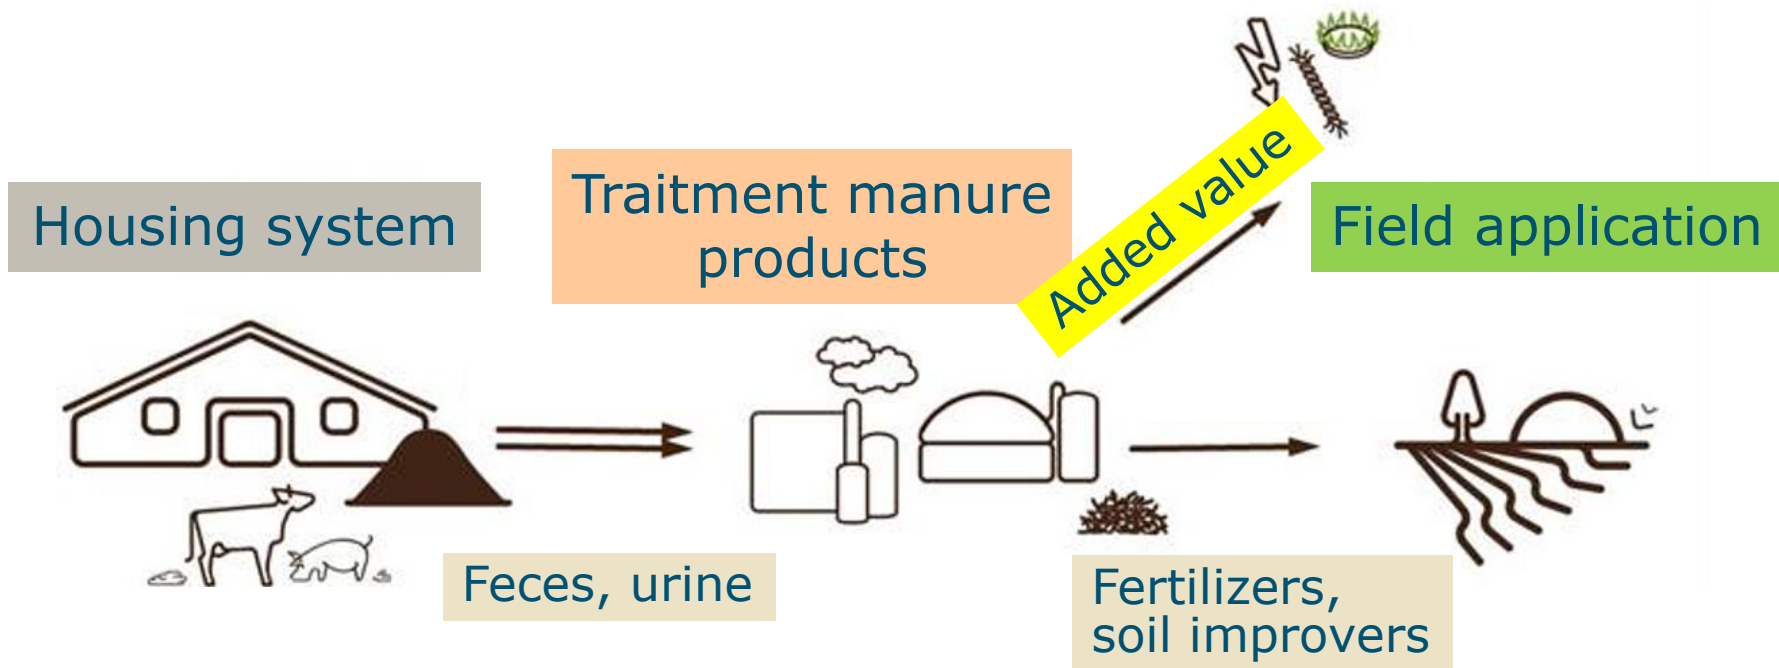 Housing system
Traitment manure
products
Added value
Field application
Feces, urine
Fertilizers,
soil improvers